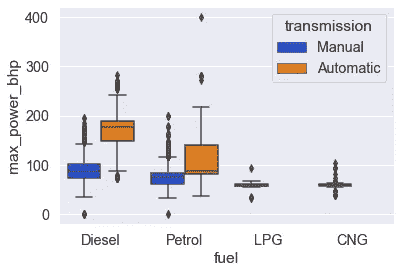 transmission
Manual
Automatic
400
300
200
100
0
max_power_bhp
Diesel Petrol LPG CNG
fuel